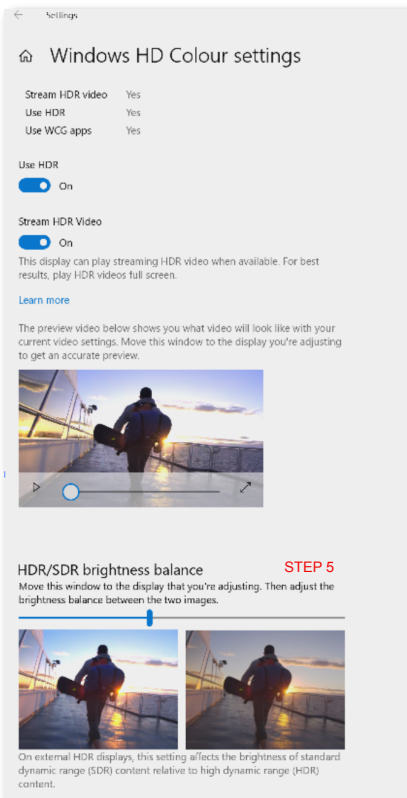 Settings
Windows HD Colour settings
Stream HDR video Yes
Use HDR Yes
Use WCG apps Yes
Use HDR
On
Stream HDR Video
On
This display can play streaming HDR video when available. For best
results, play HDR videos full screen.
Learn more
The preview video below shows you what video will look like with your
current video settings. Move this window to the display you're adjusting
to get an accurate preview.
HDR/SDR brightness balance STEP 5
Move this window to the display that you're adjusting. Then adjust the
brightness balance between the two images.
On external HDR displays, this setting affects the brightness of standard
dynamic range (SDR) content relative to high dynamic range (HDR)
content.